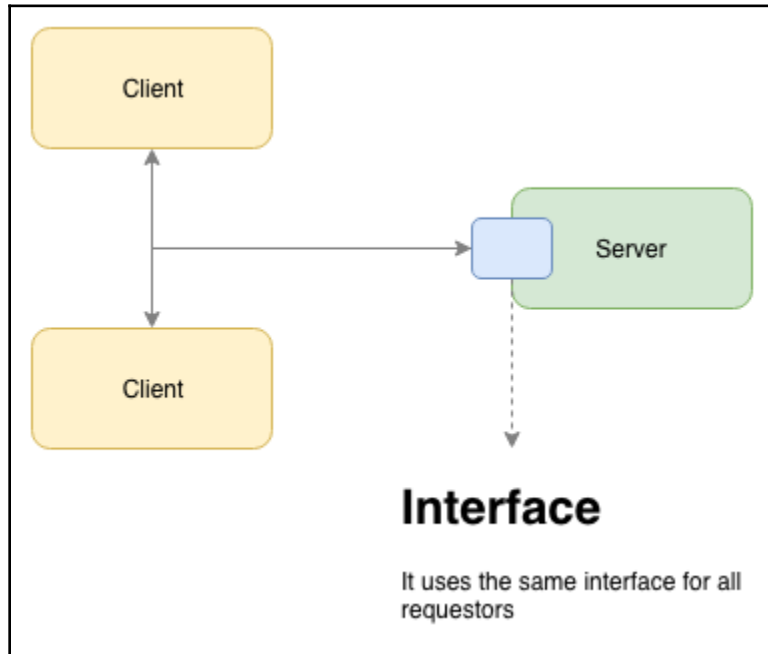 Client
Server
Client
Interface
It uses the same interface for all
requestors